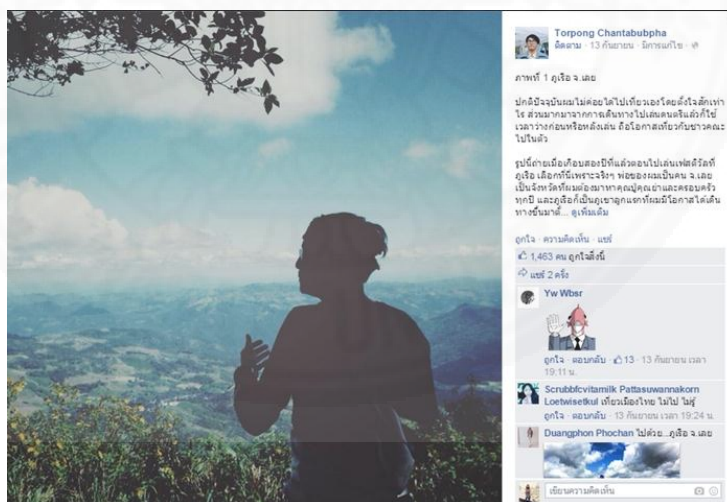 Torpong Chantabubpha
ติดตาม · 13 กันยายน · มีการแก้ไข ·
ภาพที่ 1 ภูเรือ จ.เลย
ปกติปัจจุบันผมไม่ค่อยได้ไปเที่ยวเองโดยตั้งใจสักเท่า
ไร ส่วนมากมาจากการเดินทางไปเล่นดนตรีแล้วก็ใช้
เวลาว่างก่อนหรือหลังเล่น ถือโอกาสเที่ยวกับชาวคณะ
ไปในตัว
รูปนี้ถ่ายเมื่อเกือบสองปีที่แล้วตอนไปเล่นเฟสติวัลที่
ภูเรือ เลือกที่นี่เพราะจริงๆ พ่อของผมเป็นคน จ.เลย
เป็นจังหวัดที่ผมต้องมาหาคุณปู่คุณย่าและครอบครัว
ทุกปี และภูเรือก็เป็นภูเขาลูกแรกที่ผมมีโอกาสได้เดิน
ทางขึ้นมาตั้... ดูเพิ่มเติม
ถูกใจ · ความคิดเห็น · แชร์
1,463 คน ถูกใจสิ่งนี้
แชร์ 2 ครั้ง
Yw Wbsr
ถูกใจ · ตอบกลับ · 13 · 13 กันยายน เวลา
19:11 น.
Scrubbfcvitamilk Pattasuwannakorn
Loetwisetkul เที่ยวเมืองไทย ไม่ไป ไม่รู้
ถูกใจ · ตอบกลับ · 13 กันยายน เวลา 19:24 น.
Duangphon Phochan ไปด้วย...ภูเรือ จ.เลย
เขียนความคิดเห็น